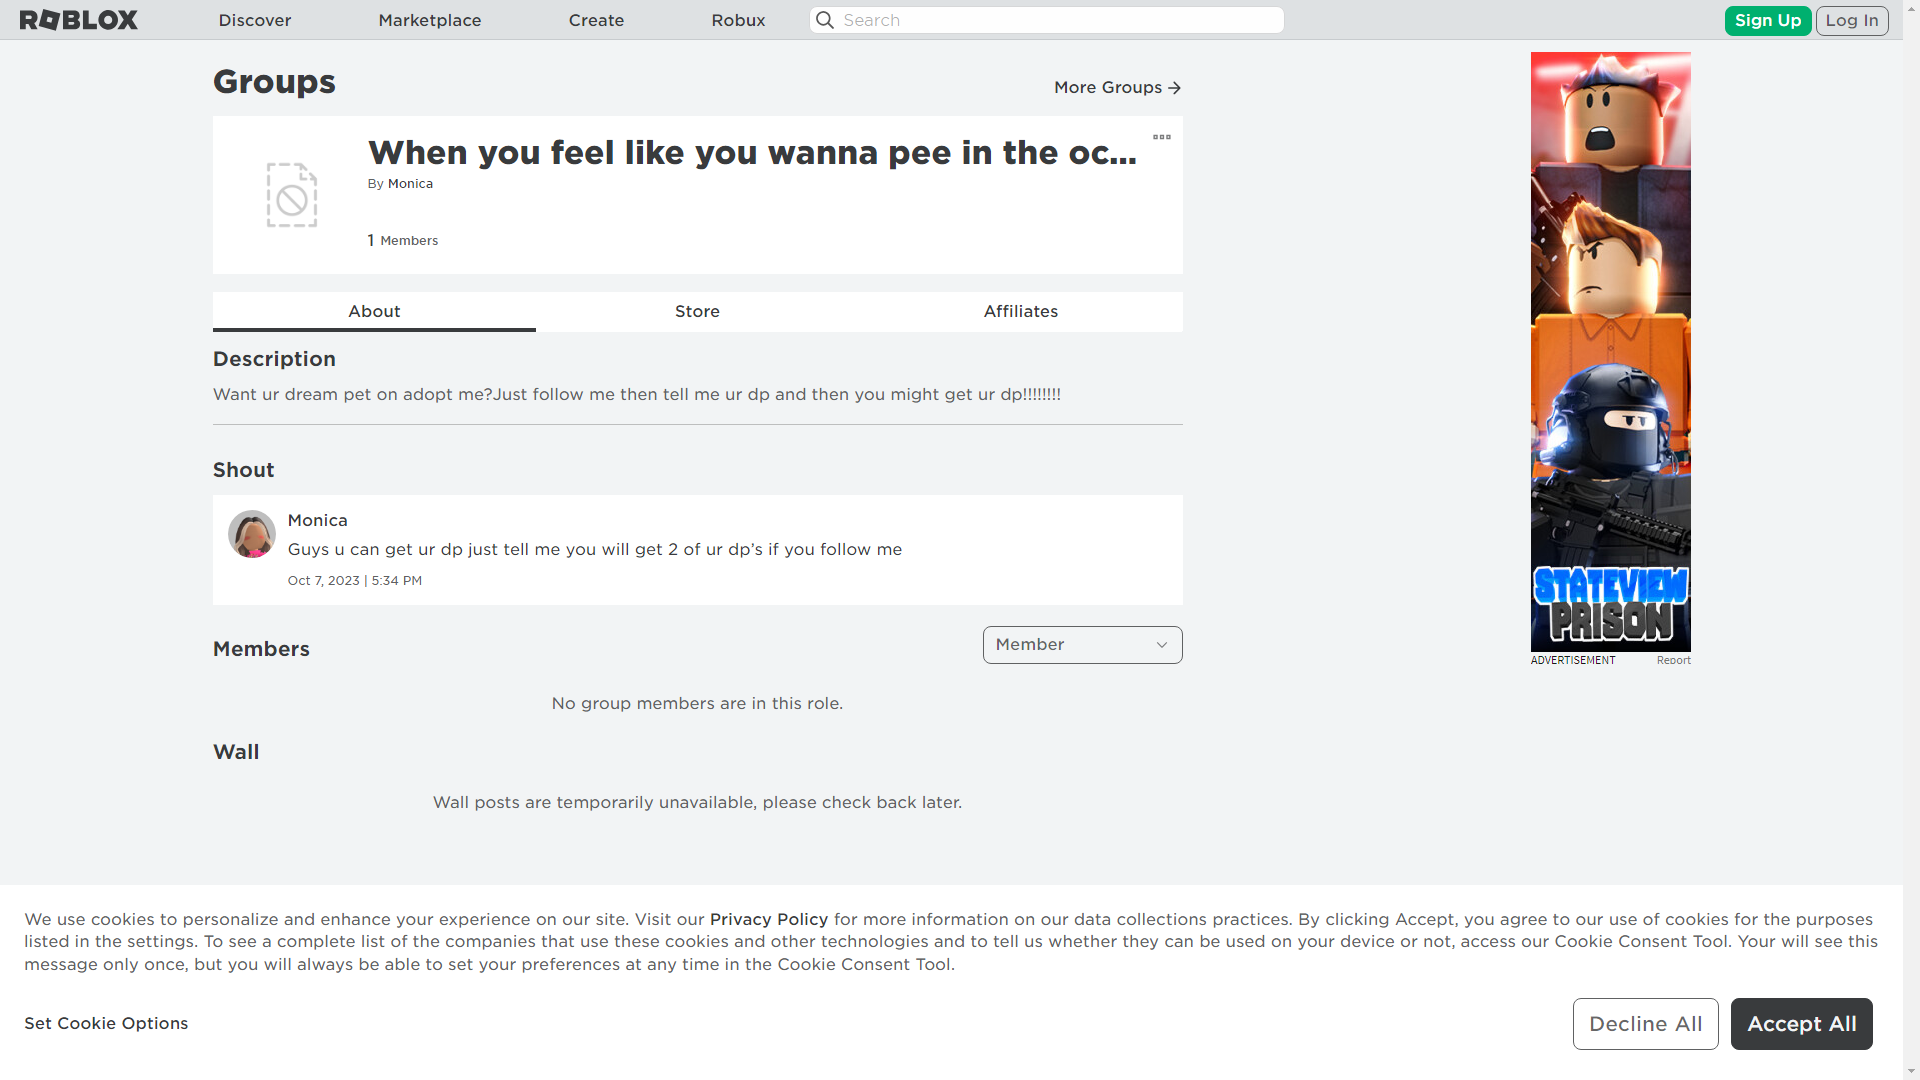 ROBLOX
Discover
Marketplace
Create
Robux
Search
Sign Up
Log In
Groups
More Groups
When you feel like you wanna pee in the oc...
By Monica
1 Members
About
Store
Affiliates
Description
Want ur dream pet on adopt me?Just follow me then tell me ur dp and then you might get ur dp!!!!!!!!
Shout
Monica
Guys u can get ur dp just tell me you will get 2 of ur dp’s if you follow me
Oct 7, 2023 | 5:34 PM
Members
Member
No group members are in this role.
Wall
Wall posts are temporarily unavailable, please check back later.
STATEVIEW
PRISON
ADVERTISEMENT
Report
We use cookies to personalize and enhance your experience on our site. Visit our Privacy Policy for more information on our data collections practices. By clicking Accept, you agree to our use of cookies for the purposes
listed in the settings. To see a complete list of the companies that use these cookies and other technologies and to tell us whether they can be used on your device or not, access our Cookie Consent Tool. Your will see this
message only once, but you will always be able to set your preferences at any time in the Cookie Consent Tool.
Set Cookie Options
Decline All
Accept All